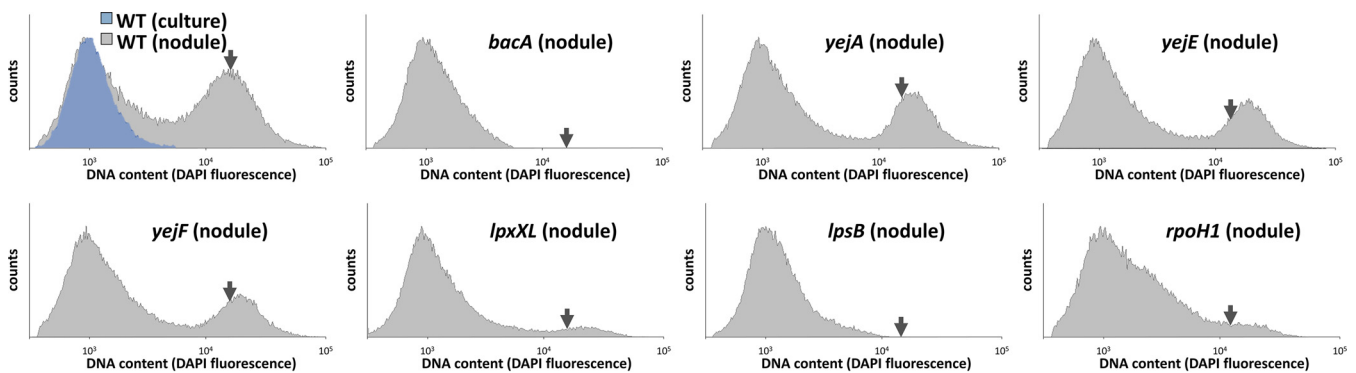 WT (culture)
WT (nodule)
counts
10³ 10⁴ 10⁵
DNA content (DAPI fluorescence)
bacA (nodule)
counts
10³ 10⁴ 10⁵
DNA content (DAPI fluorescence)
yejA (nodule)
counts
10³ 10⁴ 10⁵
DNA content (DAPI fluorescence)
yejE (nodule)
counts
10³ 10⁴ 10⁵
DNA content (DAPI fluorescence)
yejF (nodule)
counts
10³ 10⁴ 10⁵
DNA content (DAPI fluorescence)
lpxXL (nodule)
counts
10³ 10⁴ 10⁵
DNA content (DAPI fluorescence)
lpsB (nodule)
counts
10³ 10⁴ 10⁵
DNA content (DAPI fluorescence)
rpoH1 (nodule)
counts
10³ 10⁴ 10⁵
DNA content (DAPI fluorescence)